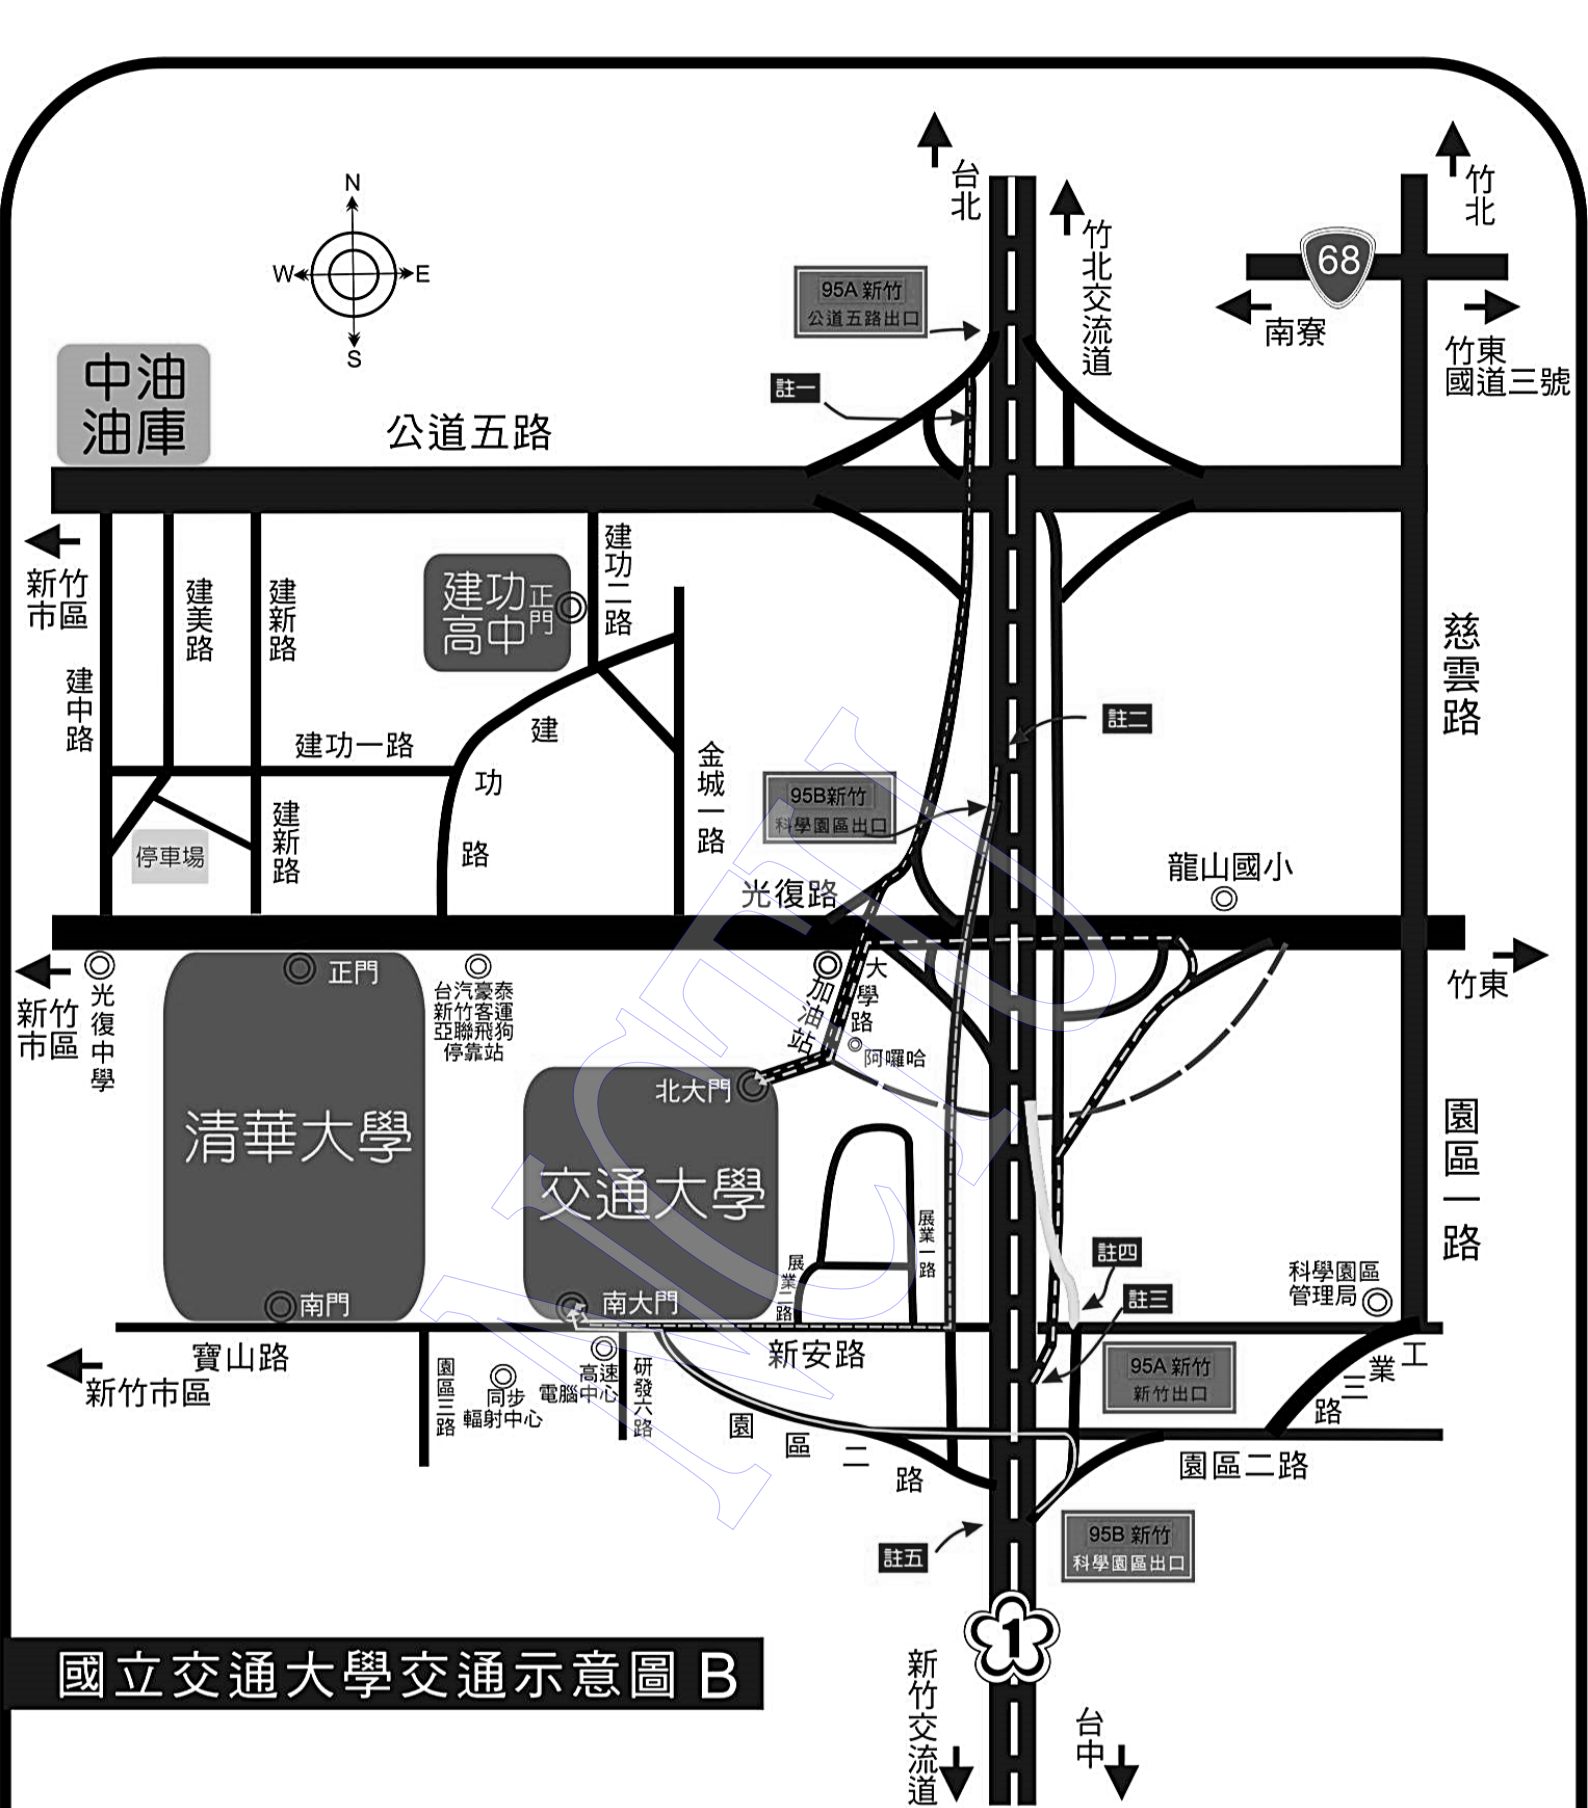 台北
竹北
竹北交流道
N
W
E
S
68
95A 新竹
公道五路出口
南寮
竹東
國道三號
中油
油庫
註一
公道五路
新竹
市區
建功二路
建功
高中
正門
建美路
建新路
建中路
慈雲路
註二
建功一路
建
功
路
金城一路
95B新竹
科學園區出口
建新路
停車場
光復路
龍山國小
新竹
市區
光復中學
正門
台汽豪泰
新竹客運
亞聯飛狗
停靠站
加油站
大學路
阿囉哈
竹東
北大門
清華大學
交通大學
園區一路
展業一路
展業二路
註四
註三
科學園區
管理局
南門
南大門
寶山路
新竹市區
新安路
園區三路
同步
輻射中心
高速
電腦中心
研發六路
95A 新竹
新竹出口
工
業
三
路
園
區
二
路
園區二路
註五
95B 新竹
科學園區出口
1
國立交通大學交通示意圖 B
新竹交流道
台中
NCTU